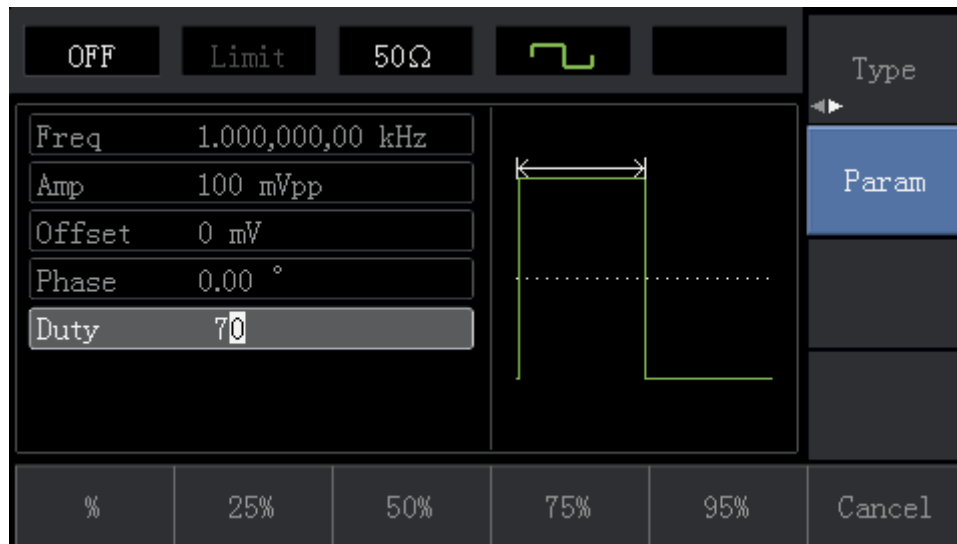 OFF Limit 50Ω
Type
Freq 1.000,000,00 kHz
Amp 100 mVpp
Offset 0 mV
Phase 0.00 °
Duty 70
Param
% 25% 50% 75% 95% Cancel